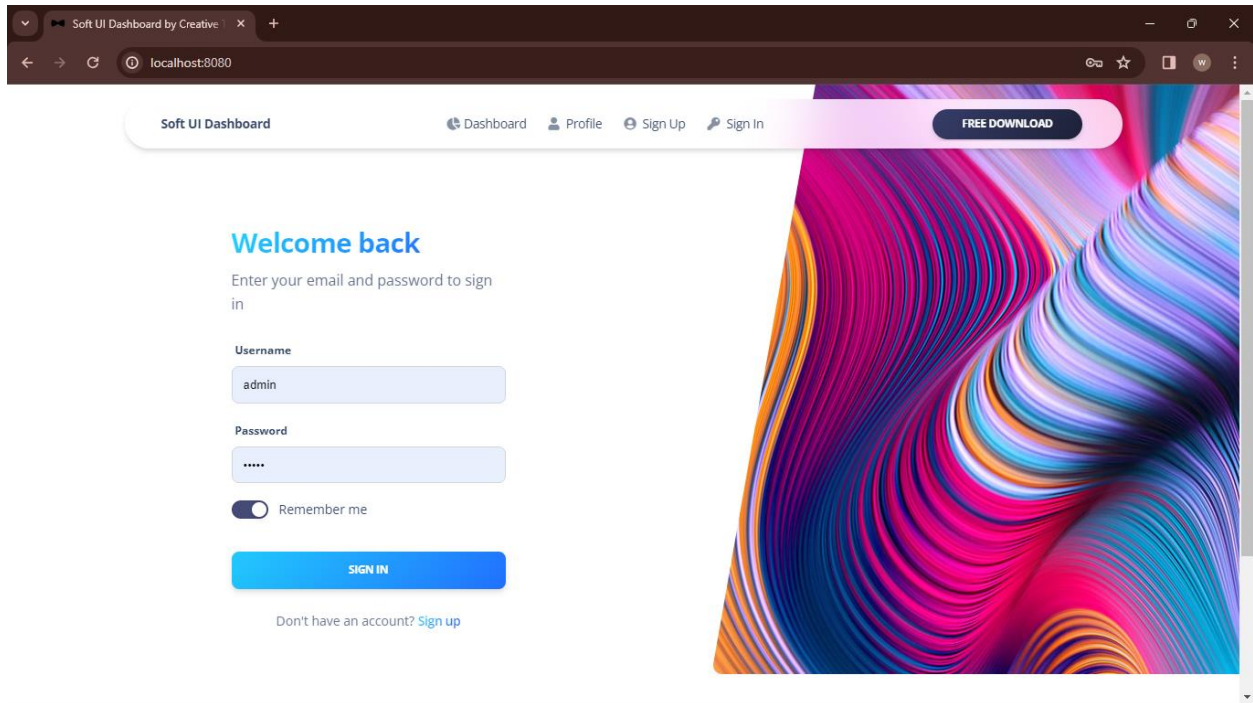 Soft UI Dashboard by Creative
localhost:8080
W
Soft UI Dashboard
Dashboard Profile Sign Up Sign In
FREE DOWNLOAD
Welcome back
Enter your email and password to sign
in
Username
admin
Password
•••••
Remember me
SIGN IN
Don't have an account? Sign up